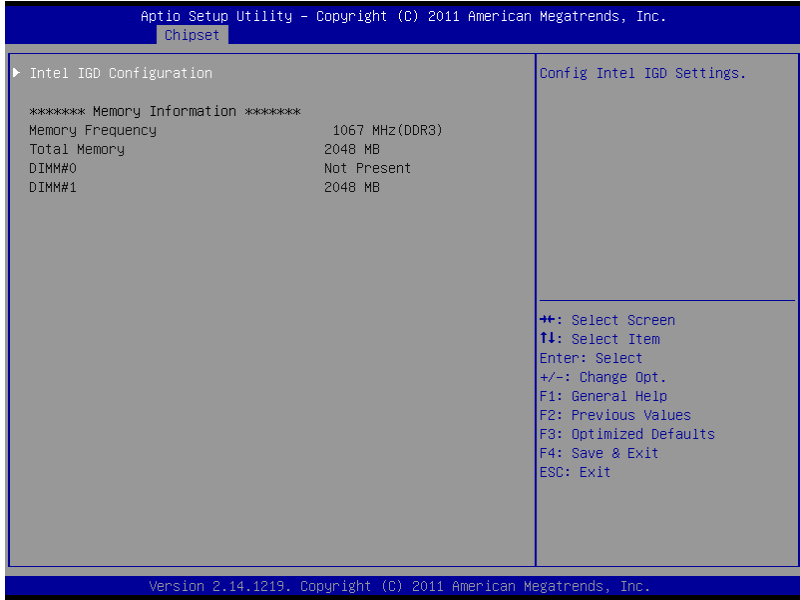 Aptio Setup Utility – Copyright (C) 2011 American Megatrends, Inc.
Chipset
Intel IGD Configuration
******* Memory Information *******
Memory Frequency 1067 MHz(DDR3)
Total Memory 2048 MB
DIMM#0 Not Present
DIMM#1 2048 MB
Config Intel IGD Settings.
→←: Select Screen
↑↓: Select Item
Enter: Select
+/-: Change Opt.
F1: General Help
F2: Previous Values
F3: Optimized Defaults
F4: Save & Exit
ESC: Exit
Version 2.14.1219. Copyright (C) 2011 American Megatrends, Inc.